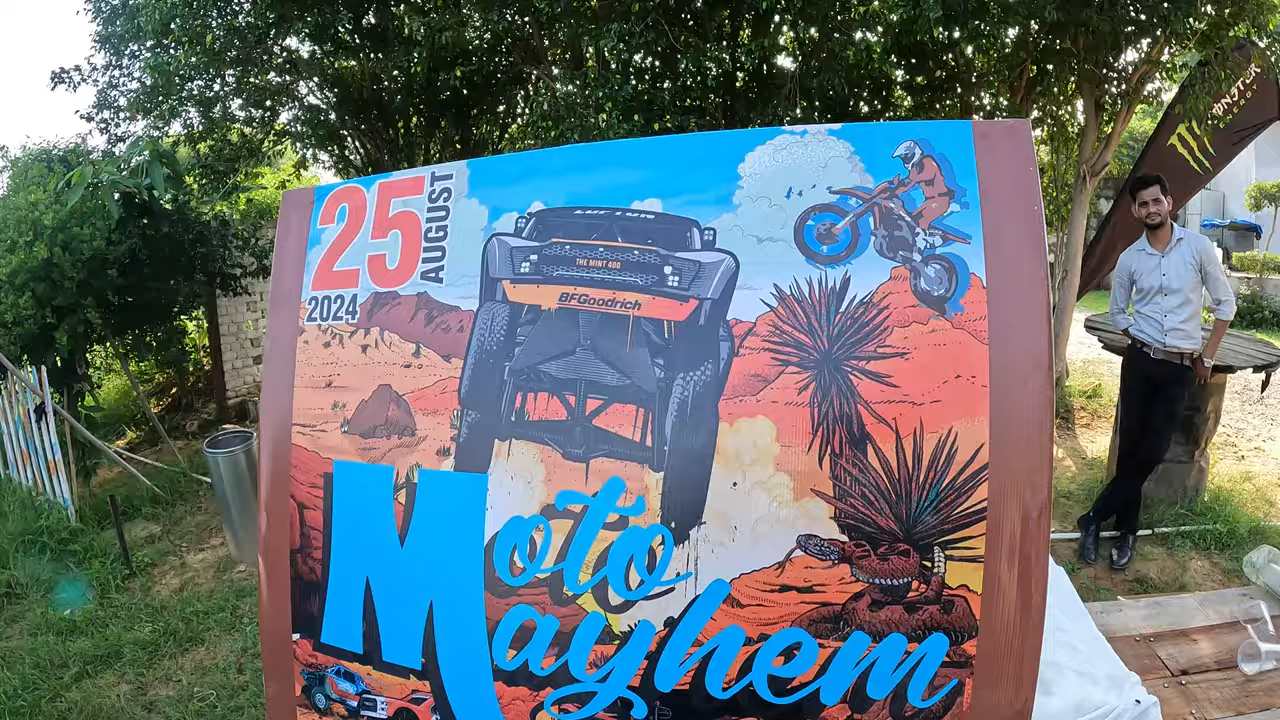 25
AUGUST
2024
THE MINT 400
BFGoodrich
Moto
Mayhem
MONSTER
ENERGY